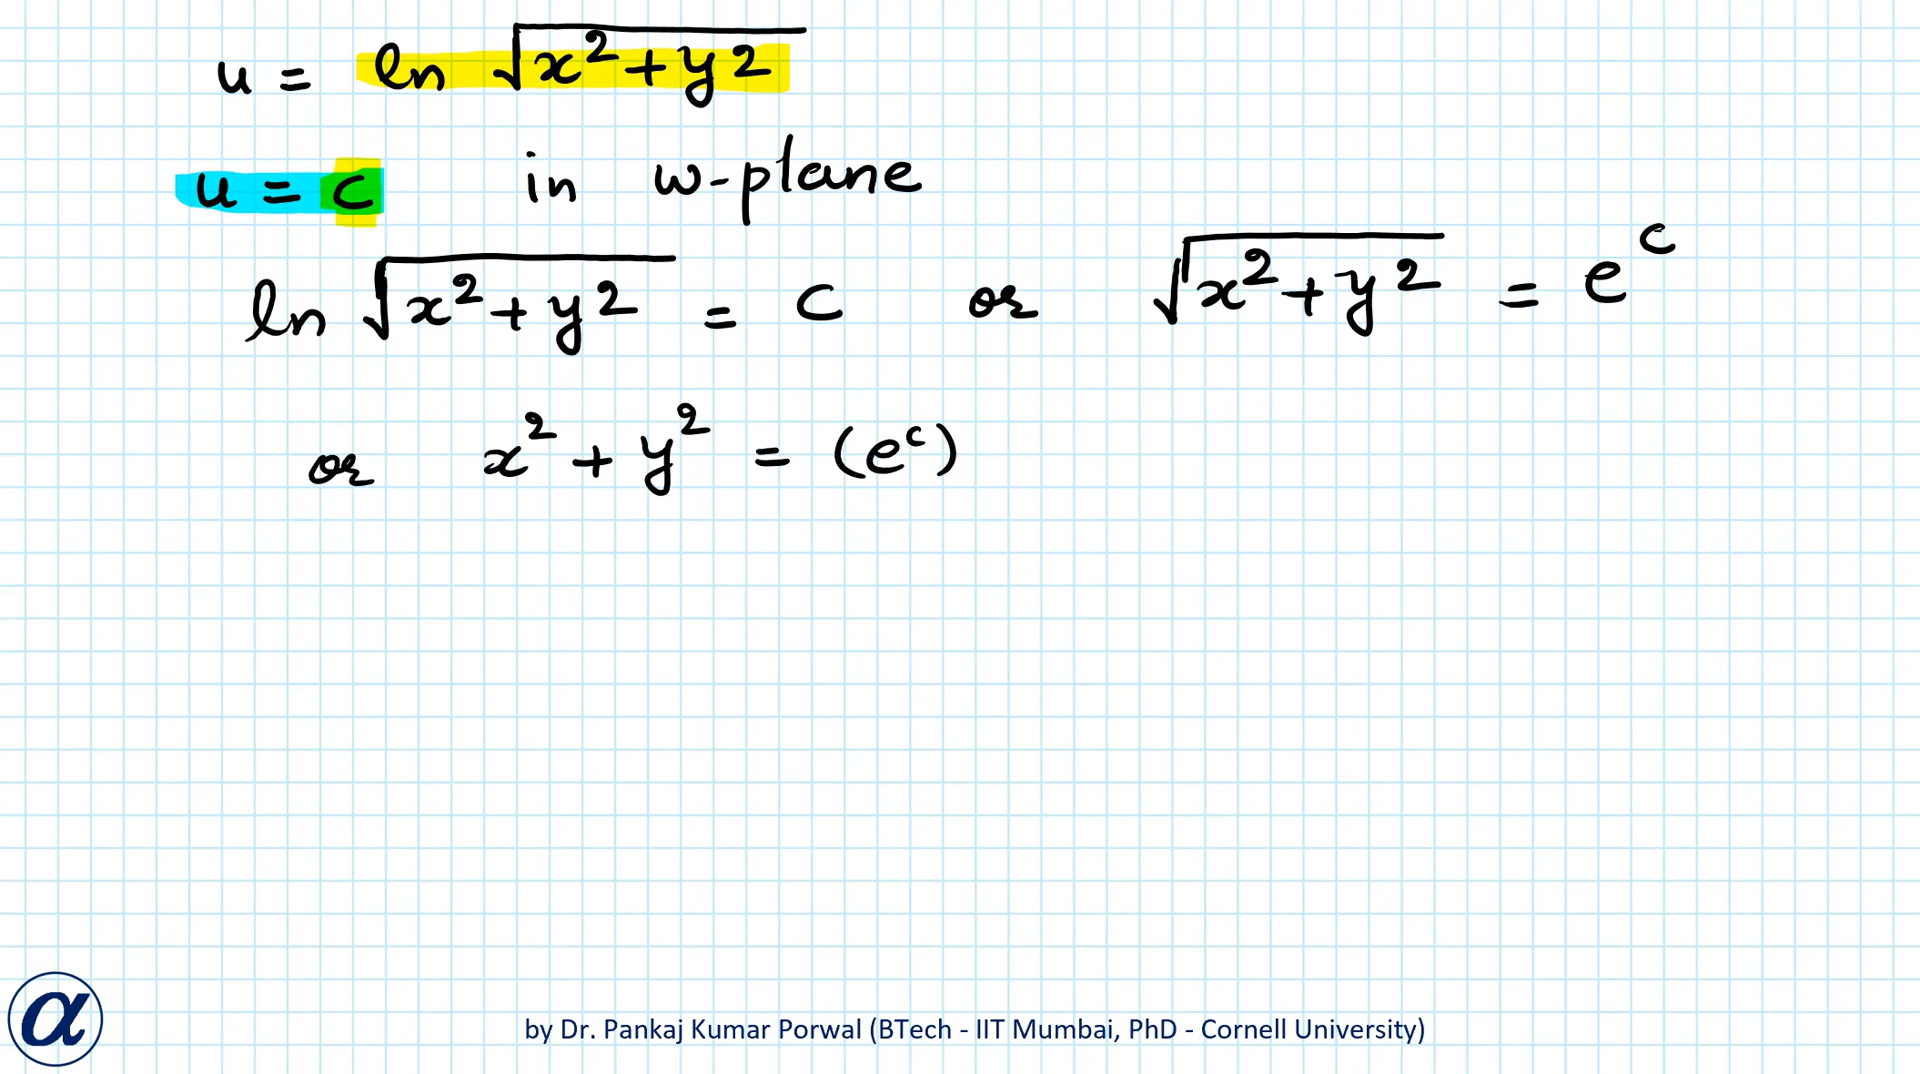 u = ln √(x² + y²)
u = c in w-plane
ln √(x² + y²) = c or √(x² + y²) = e^c
or x² + y² = (e^c)
α
by Dr. Pankaj Kumar Porwal (BTech - IIT Mumbai, PhD - Cornell University)